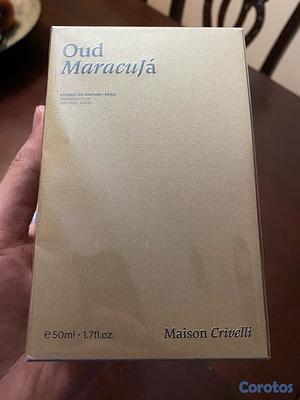 Oud
MaracuJá
EXTRAIT DE PARFUM • PARIS
VAPORISATEUR
NATURAL SPRAY
e50ml • 1.7fl.oz.
Maison Crivelli
Corotos